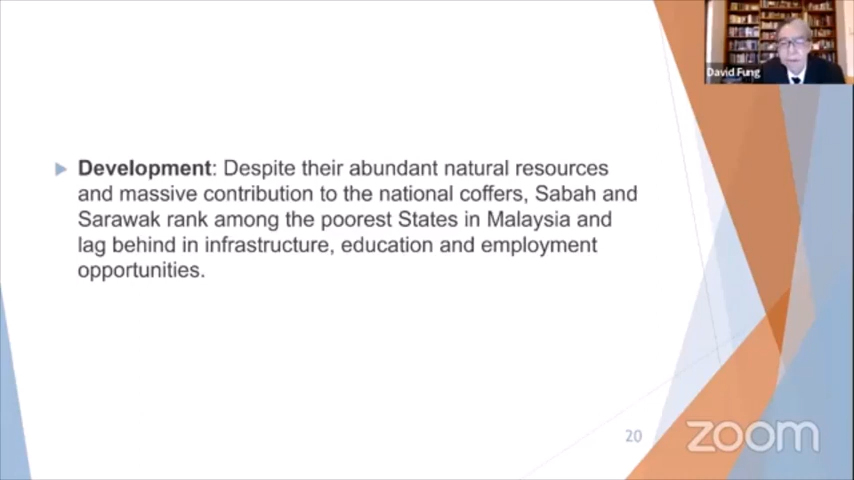 David Fung
Development: Despite their abundant natural resources
and massive contribution to the national coffers, Sabah and
Sarawak rank among the poorest States in Malaysia and
lag behind in infrastructure, education and employment
opportunities.
20
zoom